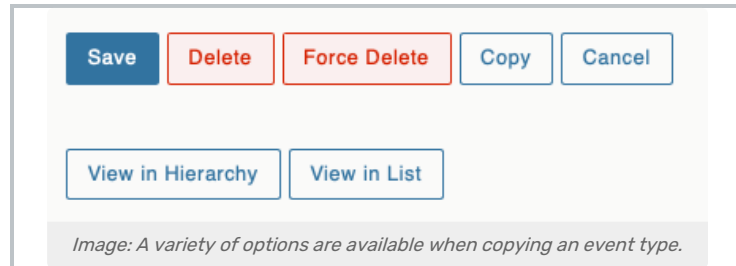 Save Delete Force Delete Copy Cancel
View in Hierarchy View in List
Image: A variety of options are available when copying an event type.